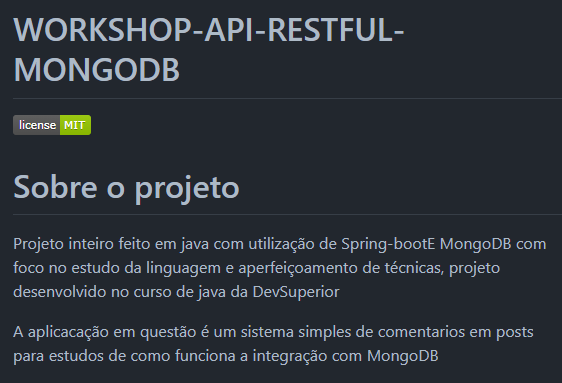 WORKSHOP-API-RESTFUL-
MONGODB
license MIT
Sobre o projeto
Projeto inteiro feito em java com utilização de Spring-bootE MongoDB com
foco no estudo da linguagem e aperfeiçoamento de técnicas, projeto
desenvolvido no curso de java da DevSuperior
A aplicacação em questão é um sistema simples de comentarios em posts
para estudos de como funciona a integração com MongoDB